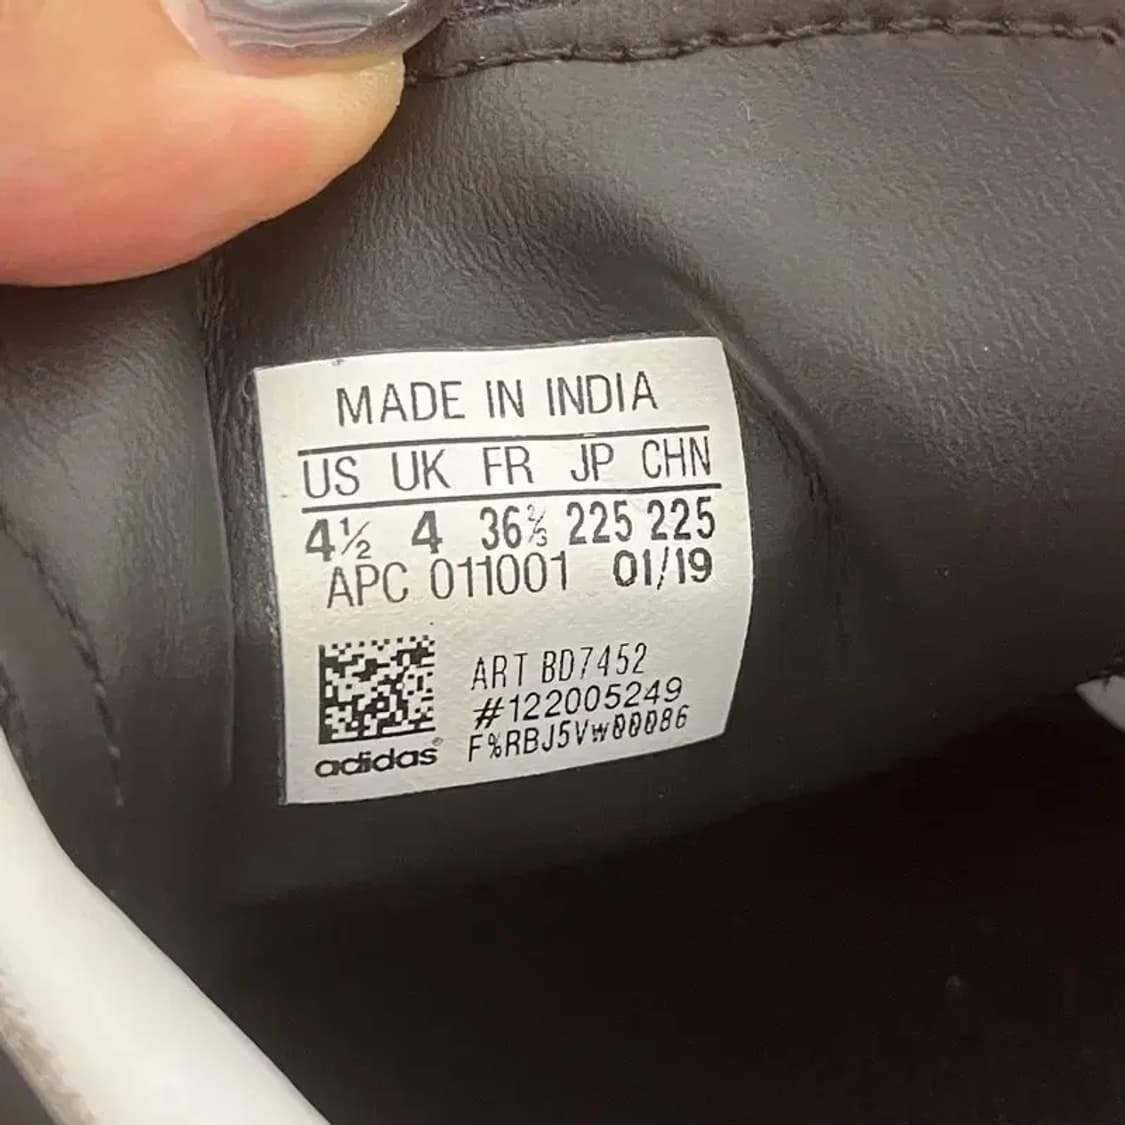 MADE IN INDIA
US UK FR JP CHN
4½ 4 36⅔ 225 225
APC 011001 01/19
ART BD7452
#122005249
F%RBJ5Vw00086
adidas®